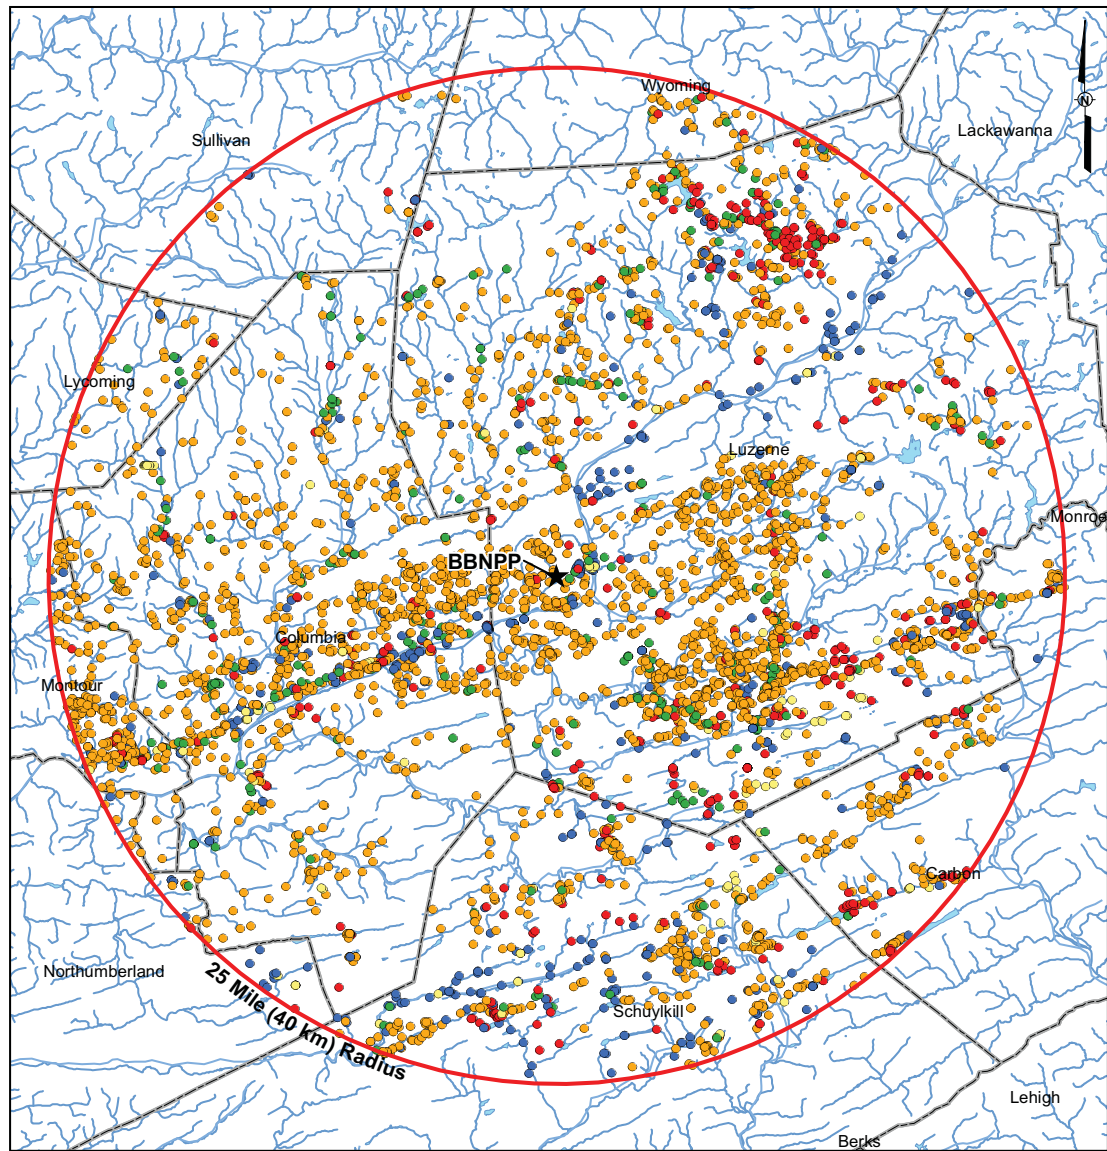 Wyoming
N
Lackawanna
Sullivan
Lycoming
Luzerne
Monroe
BBNPP
Columbia
Montour
Carbon
Northumberland
25 Mile (40 km) Radius
Schuylkill
Lehigh
Berks